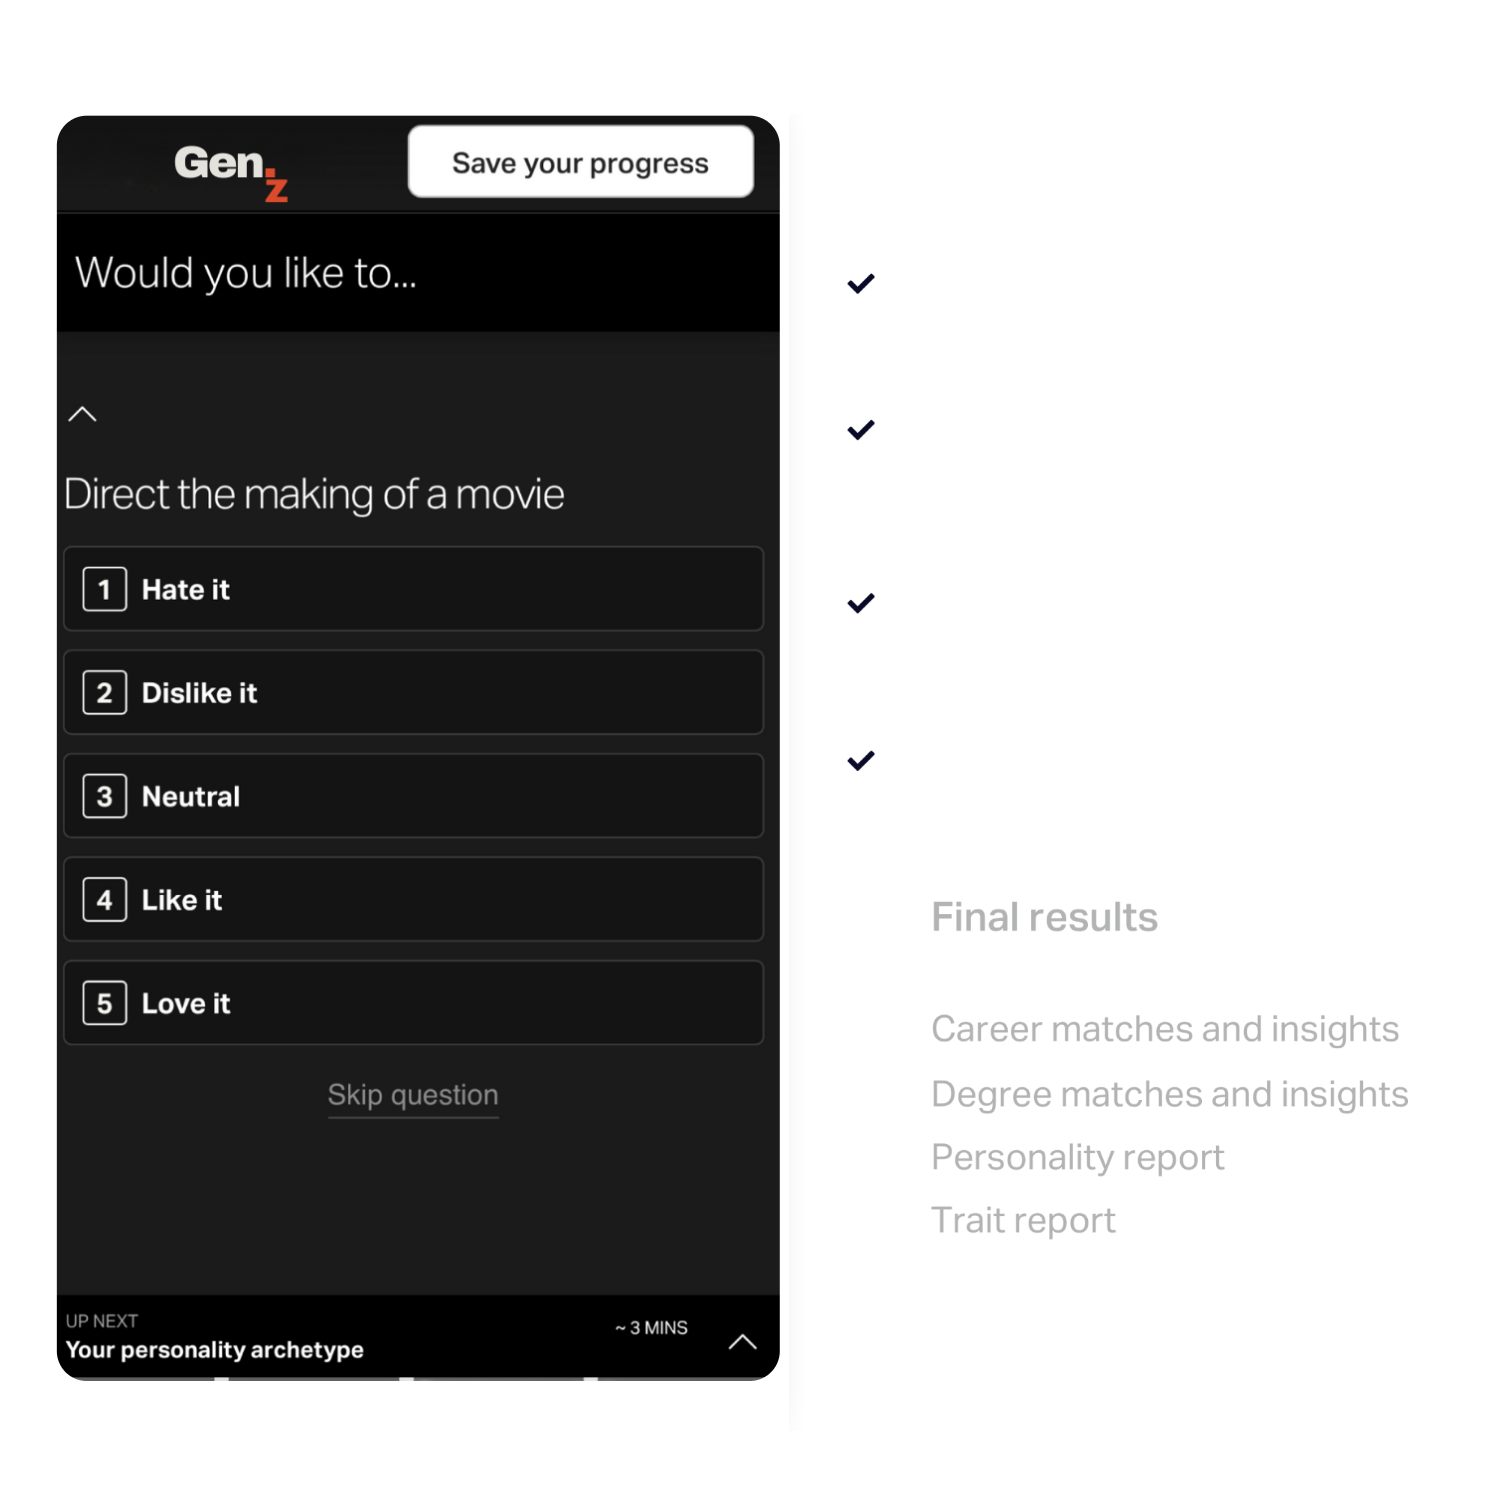 Gen.z
Save your progress
Would you like to...
Direct the making of a movie
1 Hate it
2 Dislike it
3 Neutral
4 Like it
5 Love it
Skip question
UP NEXT
Your personality archetype
~ 3 MINS
Final results
Career matches and insights
Degree matches and insights
Personality report
Trait report